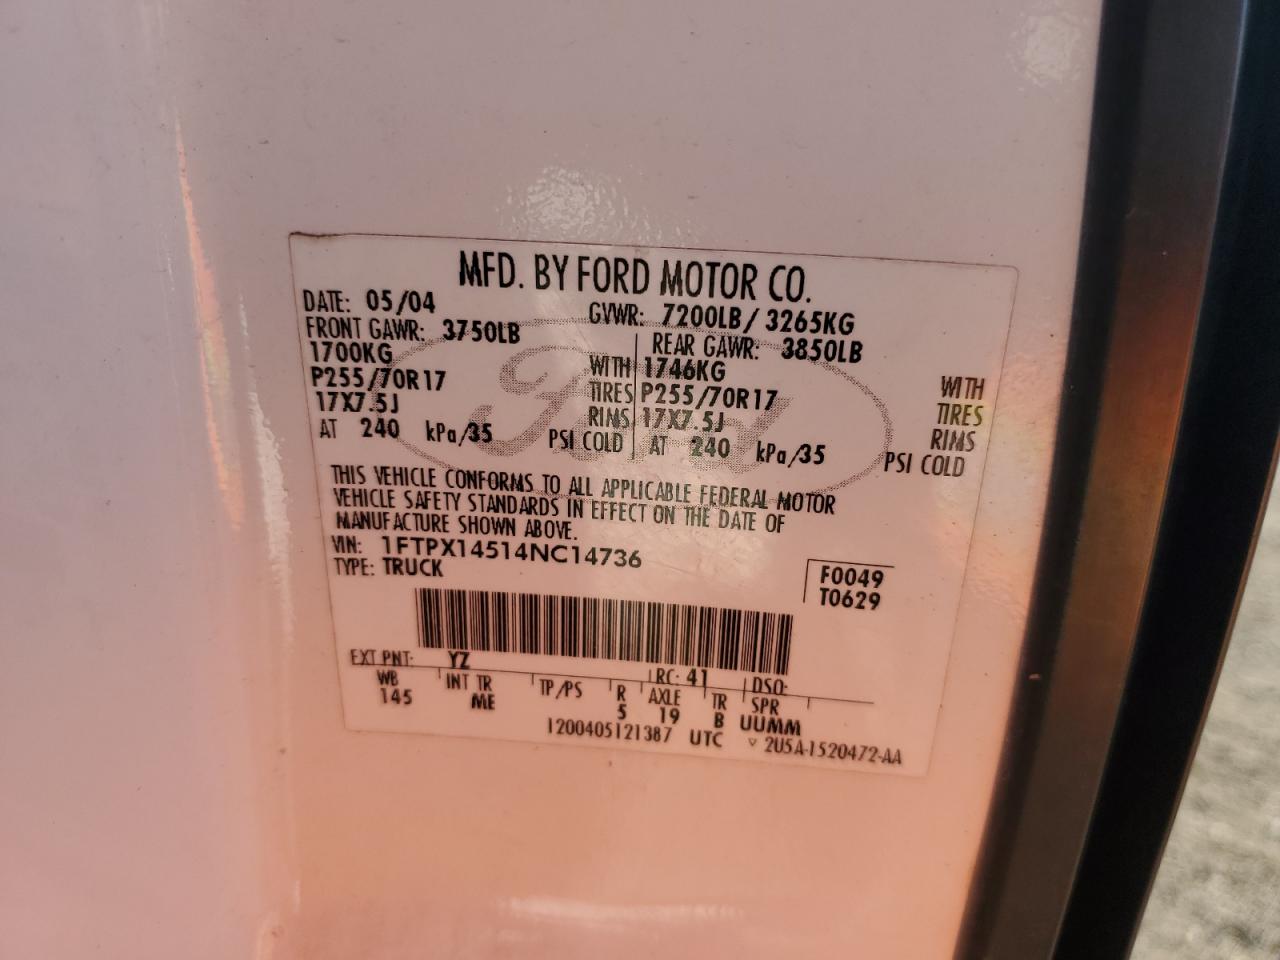 MFD. BY FORD MOTOR CO.
DATE: 05/04 GVWR: 7200LB / 3265KG
FRONT GAWR: 3750LB REAR GAWR: 3850LB
1700KG WITH 1746KG WITH
P255/70R17 TIRES P255/70R17 TIRES
17X7.5J RIMS 17X7.5J RIMS
AT 240 kPa/35 PSI COLD AT 240 kPa/35 PSI COLD
Ford
THIS VEHICLE CONFORMS TO ALL APPLICABLE FEDERAL MOTOR
VEHICLE SAFETY STANDARDS IN EFFECT ON THE DATE OF
MANUFACTURE SHOWN ABOVE.
VIN: 1FTPX14514NC14736
TYPE: TRUCK
F0049
T0629
EXT PNT: YZ RC: 41 DSO:
WB INT TR TP/PS R AXLE TR SPR
145 ME 5 19 B UUMM
1200405121387 UTC ▽ 2U5A-1520472-AA